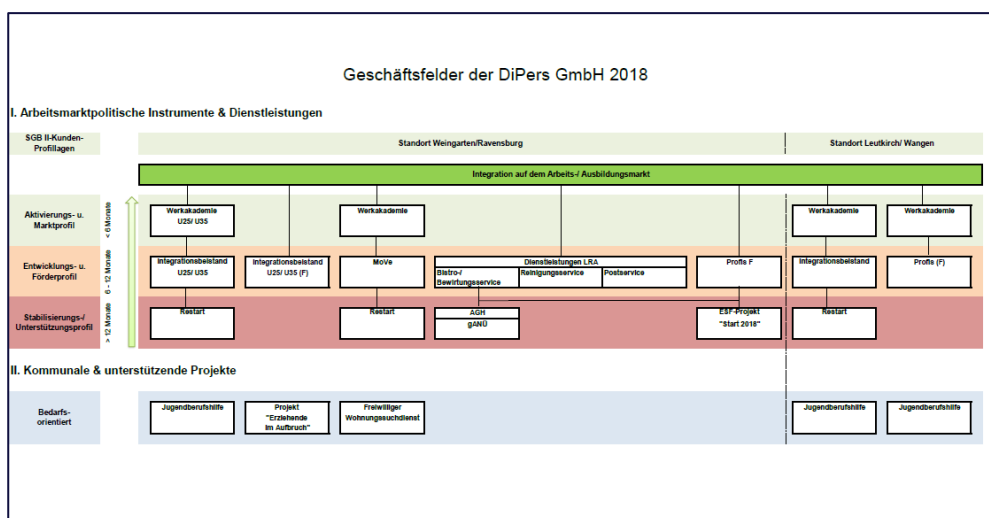 Geschäftsfelder der DiPers GmbH 2018
I. Arbeitsmarktpolitische Instrumente & Dienstleistungen
SGB II-Kunden-
Profillagen
Standort Weingarten/Ravensburg
Standort Leutkirch/ Wangen
Integration auf dem Arbeits-/ Ausbildungsmarkt
Aktivierungs- u.
Marktprofil
< 6 Monate
Werkakademie
U25/ U35
Werkakademie
Werkakademie
Werkakademie
Entwicklungs- u.
Förderprofil
6 - 12 Monate
Integrationsbeistand
U25/ U35
Integrationsbeistand
U25/ U35 (F)
MoVe
Dienstleistungen LRA
Bistro-/
Bewirtungsservice
Reinigungsservice
Postservice
Profis F
Integrationsbeistand
Profis (F)
Stabilisierungs-/
Unterstützungsprofil
> 12 Monate
Restart
Restart
AGH
gANÜ
ESF-Projekt
"Start 2018"
Restart
II. Kommunale & unterstützende Projekte
Bedarfs-
orientiert
Jugendberufshilfe
Projekt
"Erziehende
im Aufbruch"
Freiwilliger
Wohnungssuchdienst
Jugendberufshilfe
Jugendberufshilfe